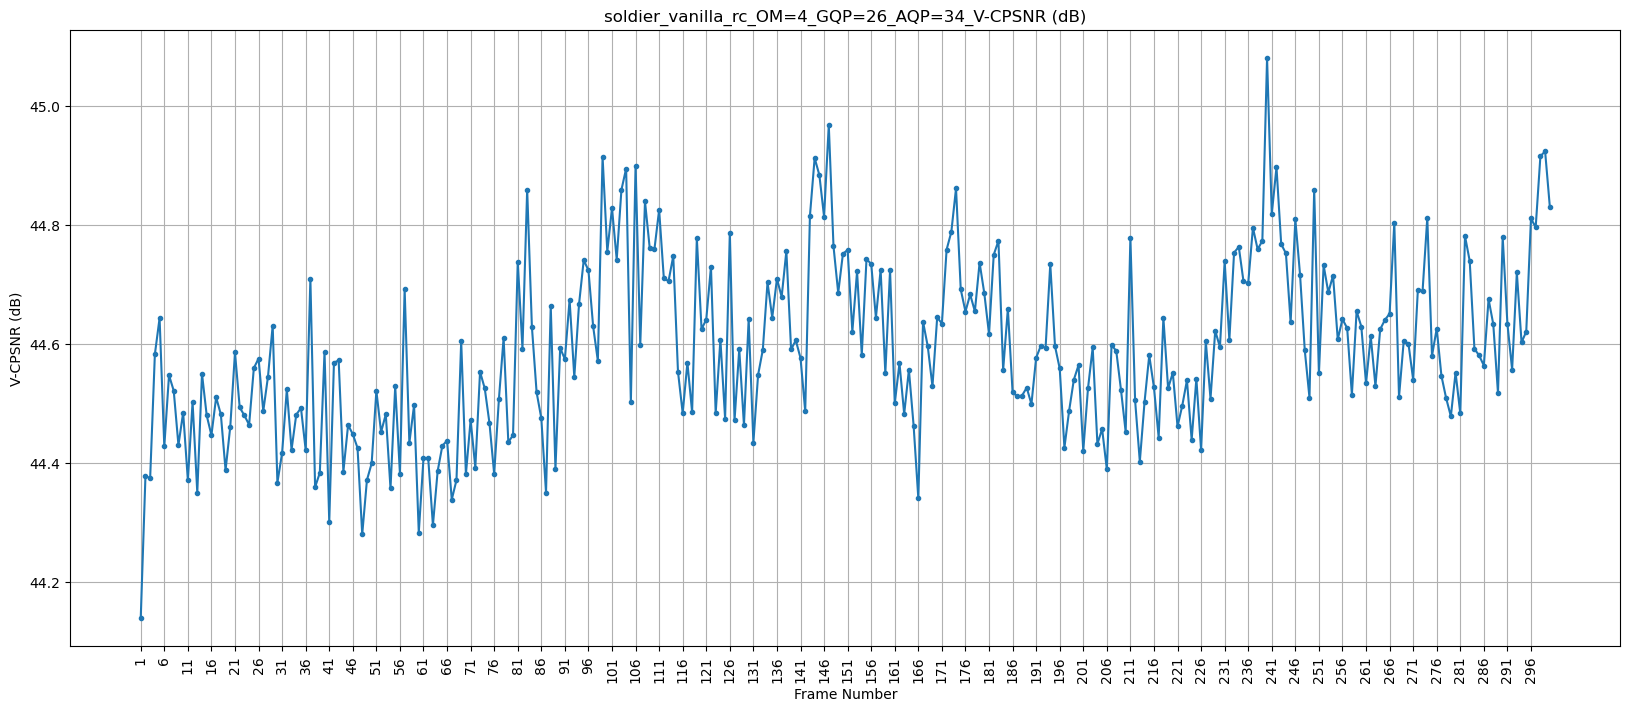 soldier_vanilla_rc_OM=4_GQP=26_AQP=34_V-CPSNR (dB)
V-CPSNR (dB)
45.0
44.8
44.6
44.4
44.2
1 6 11 16 21 26 31 36 41 46 51 56 61 66 71 76 81 86 91 96 101 106 111 116 121 126 131 136 141 146 151 156 161 166 171 176 181 186 191 196 201 206 211 216 221 226 231 236 241 246 251 256 261 266 271 276 281 286 291 296
Frame Number